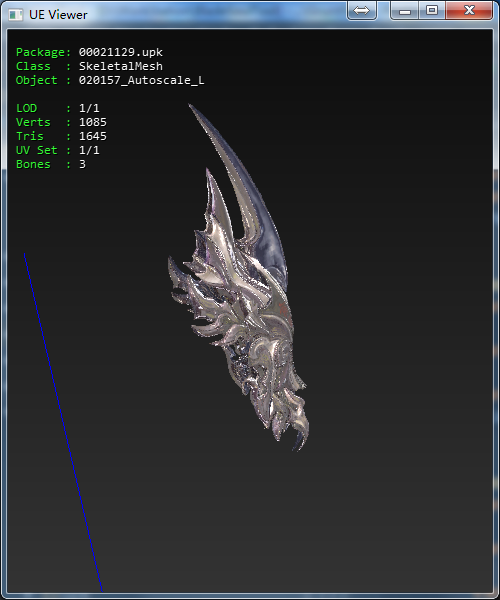 UE Viewer
Package: 00021129.upk
Class : SkeletalMesh
Object : 020157_Autoscale_L
LOD : 1/1
Verts : 1085
Tris : 1645
UV Set : 1/1
Bones : 3